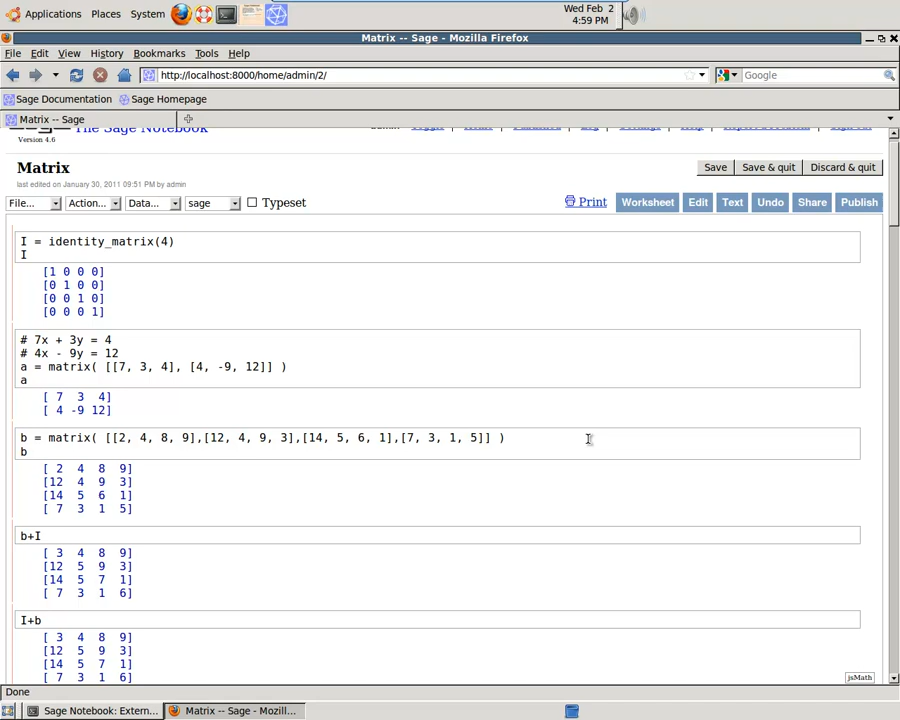 Applications Places System
Wed Feb 2
4:59 PM
Matrix -- Sage - Mozilla Firefox
File Edit View History Bookmarks Tools Help
http://localhost:8000/home/admin/2/
Google
Sage Documentation Sage Homepage
Matrix -- Sage
The Sage Notebook
Version 4.6
Matrix
last edited on January 30, 2011 09:51 PM by admin
Save Save & quit Discard & quit
File... Action... Data... sage Typeset
Print Worksheet Edit Text Undo Share Publish
I = identity_matrix(4)
I
[1 0 0 0]
[0 1 0 0]
[0 0 1 0]
[0 0 0 1]
# 7x + 3y = 4
# 4x - 9y = 12
a = matrix( [[7, 3, 4], [4, -9, 12]] )
a
[ 7 3 4]
[ 4 -9 12]
b = matrix( [[2, 4, 8, 9],[12, 4, 9, 3],[14, 5, 6, 1],[7, 3, 1, 5]] )
b
[ 2 4 8 9]
[12 4 9 3]
[14 5 6 1]
[ 7 3 1 5]
b+I
[ 3 4 8 9]
[12 5 9 3]
[14 5 7 1]
[ 7 3 1 6]
I+b
[ 3 4 8 9]
[12 5 9 3]
[14 5 7 1]
[ 7 3 1 6]
jsMath
Done
Sage Notebook: Extern... Matrix -- Sage - Mozill...